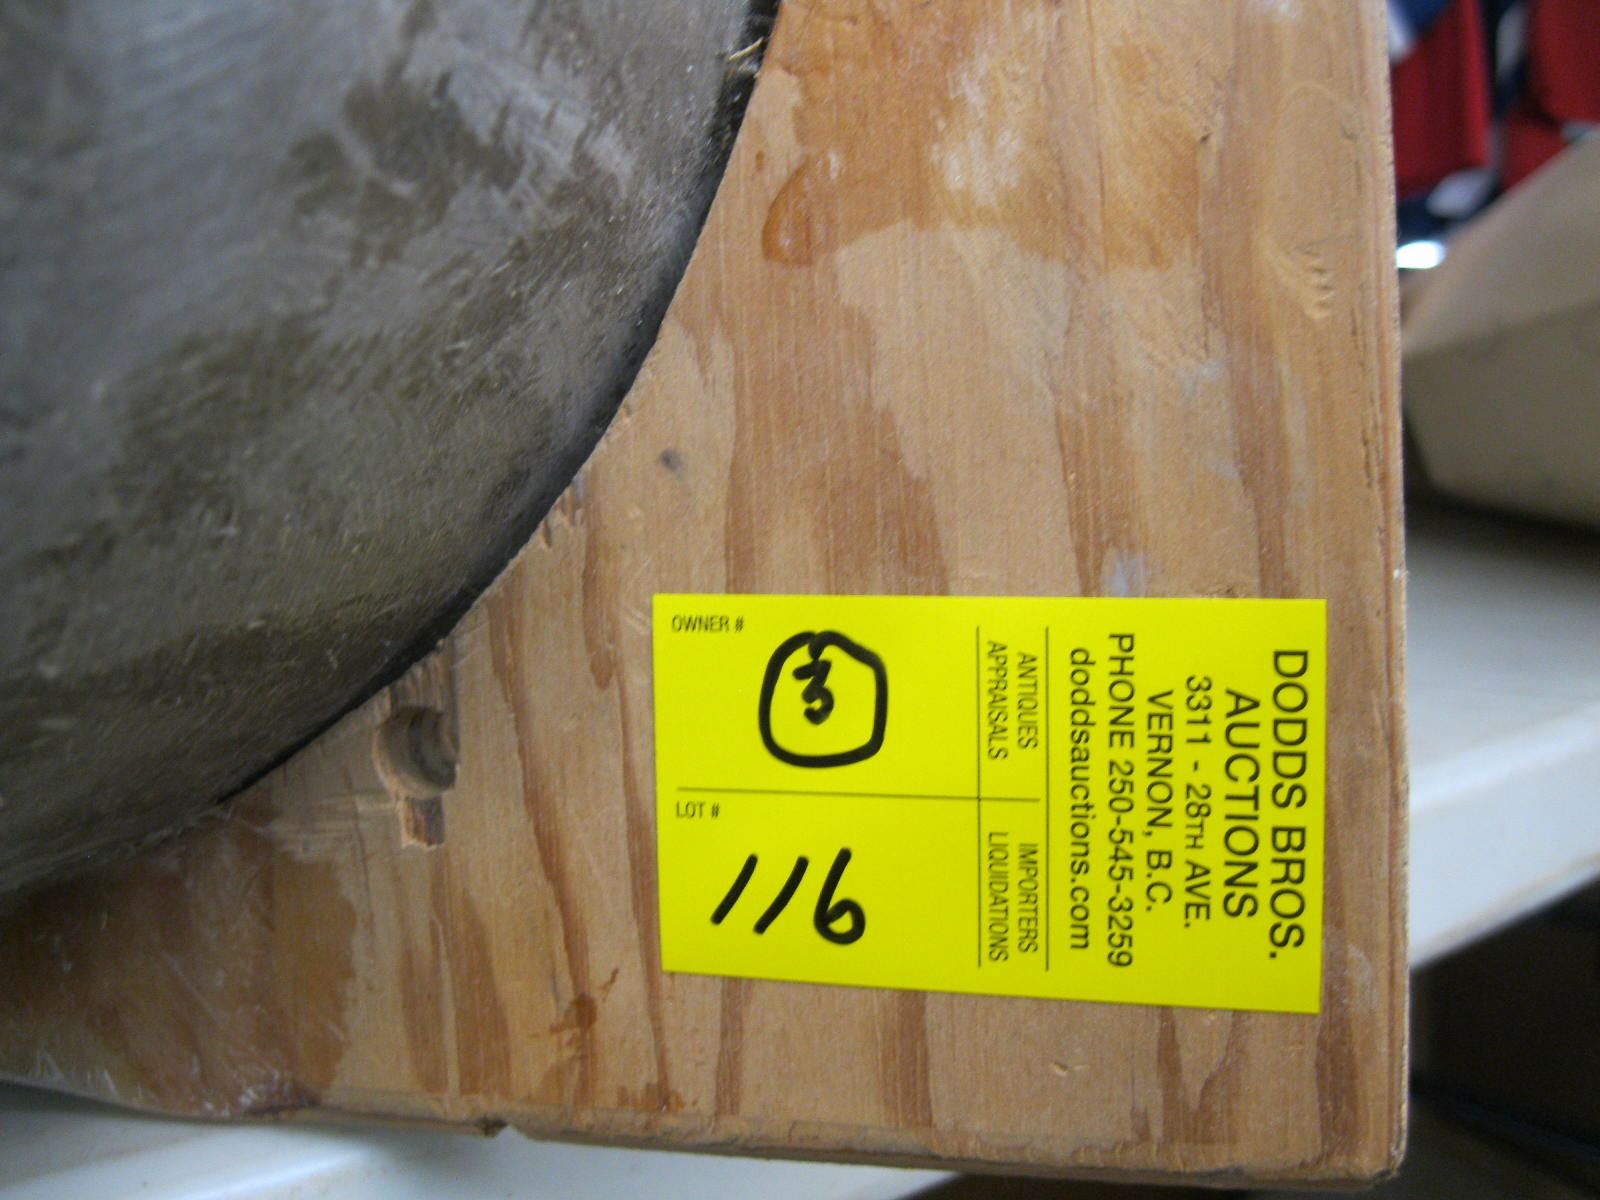 DODDS BROS.
AUCTIONS
3311 - 28TH AVE.
VERNON, B.C.
PHONE 250-545-3259
doddsauctions.com
ANTIQUES
APPRAISALS
IMPORTERS
LIQUIDATIONS
OWNER #
LOT #
116